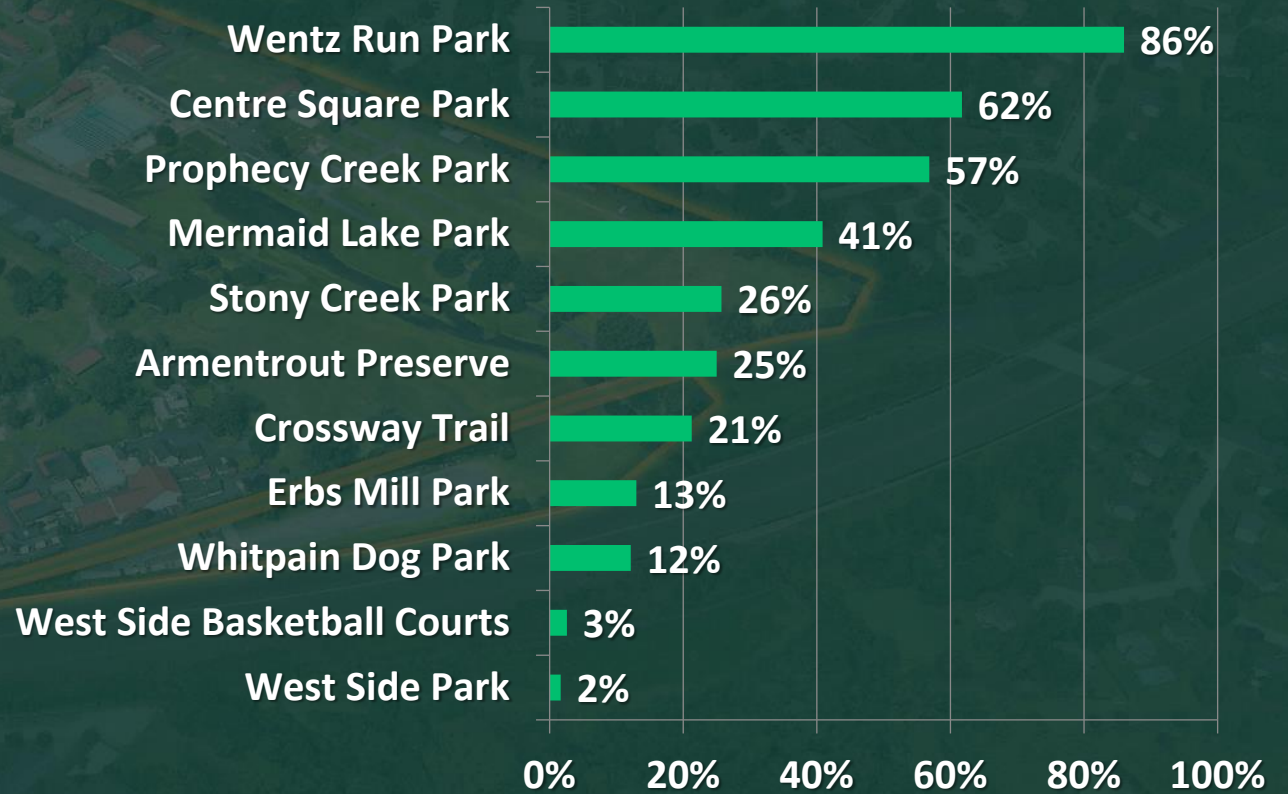 Wentz Run Park 86%
Centre Square Park 62%
Prophecy Creek Park 57%
Mermaid Lake Park 41%
Stony Creek Park 26%
Armentrout Preserve 25%
Crossway Trail 21%
Erbs Mill Park 13%
Whitpain Dog Park 12%
West Side Basketball Courts 3%
West Side Park 2%
0% 20% 40% 60% 80% 100%